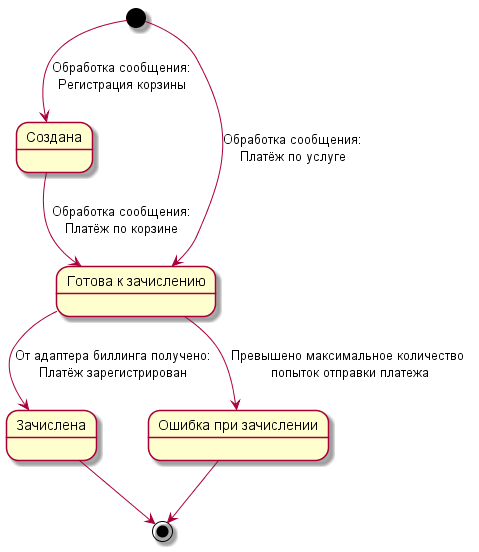 Обработка сообщения:
Регистрация корзины
Создана
Обработка сообщения:
Платёж по услуге
Обработка сообщения:
Платёж по корзине
Готова к зачислению
От адаптера биллинга получено:
Платёж зарегистрирован
Превышено максимальное количество
попыток отправки платежа
Зачислена
Ошибка при зачислении